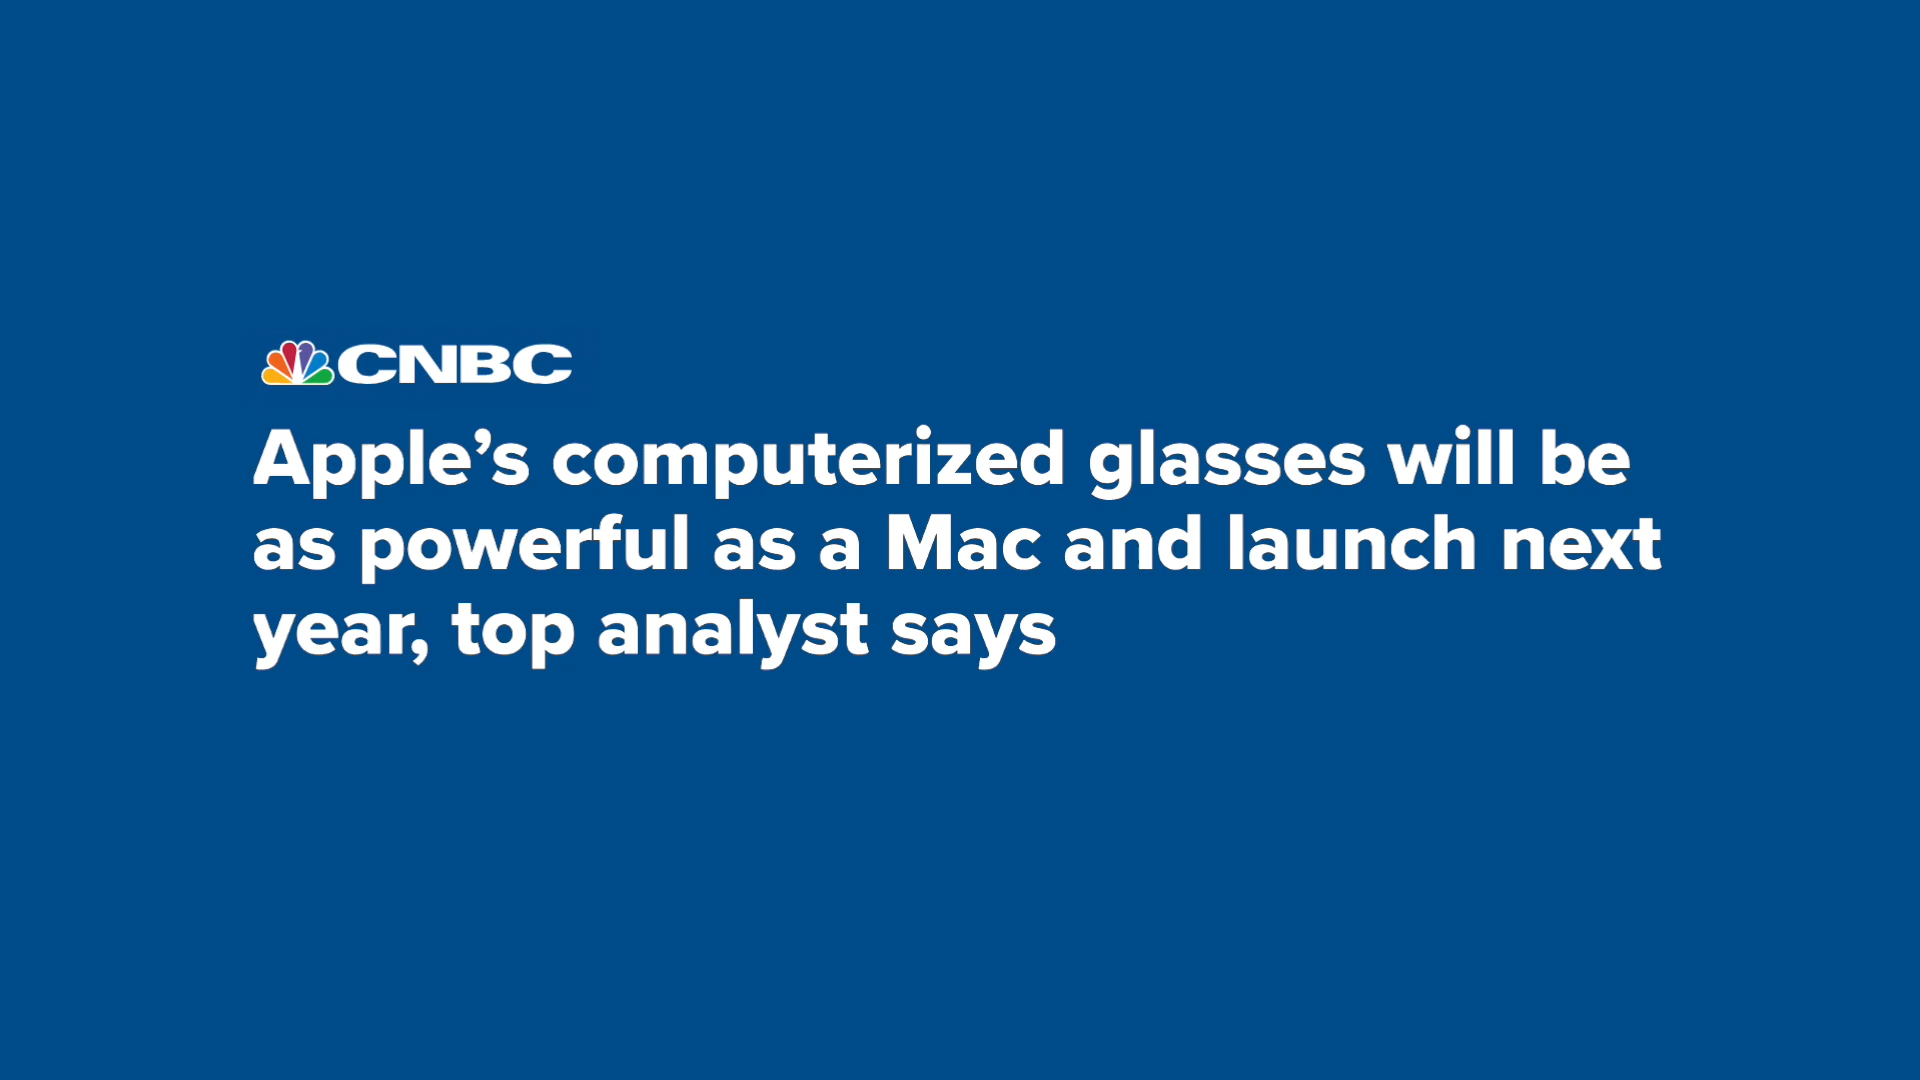 CNBC
Apple’s computerized glasses will be
as powerful as a Mac and launch next
year, top analyst says